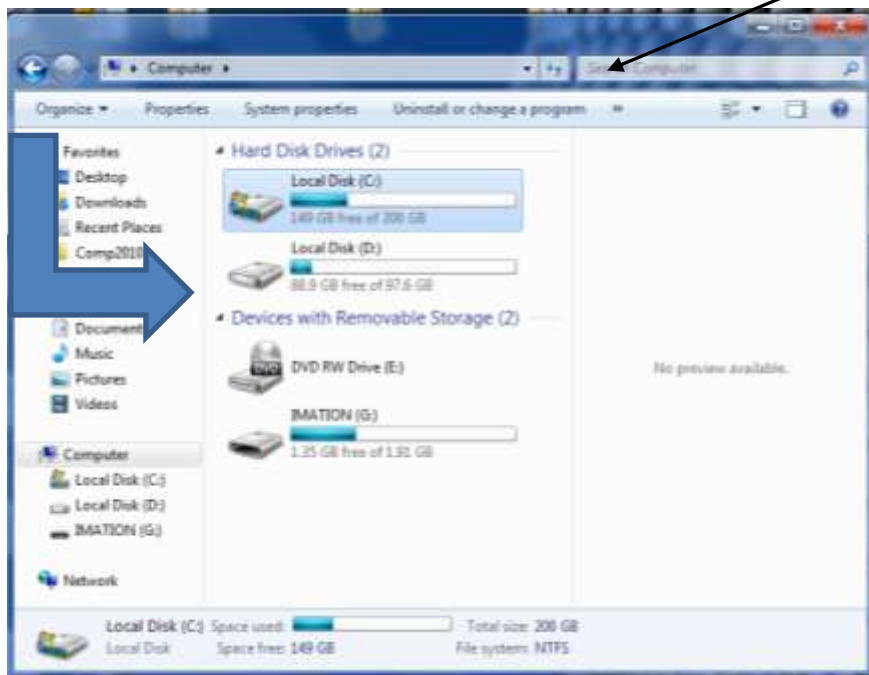 Computer
Search Computer
Organize
Properties
System properties
Uninstall or change a program
»
Favorites
Desktop
Downloads
Recent Places
Comp2010
Music
Pictures
Videos
Computer
Local Disk (C:)
Local Disk (D:)
IMATION (G:)
Network
Hard Disk Drives (2)
Local Disk (C:)
149 GB free of 200 GB
Local Disk (D:)
88.9 GB free of 97.6 GB
Devices with Removable Storage (2)
DVD RW Drive (E:)
IMATION (G:)
1.35 GB free of 1.91 GB
No preview available.
Local Disk (C:) Space used: Total size: 200 GB
Local Disk Space free: 149 GB File system: NTFS